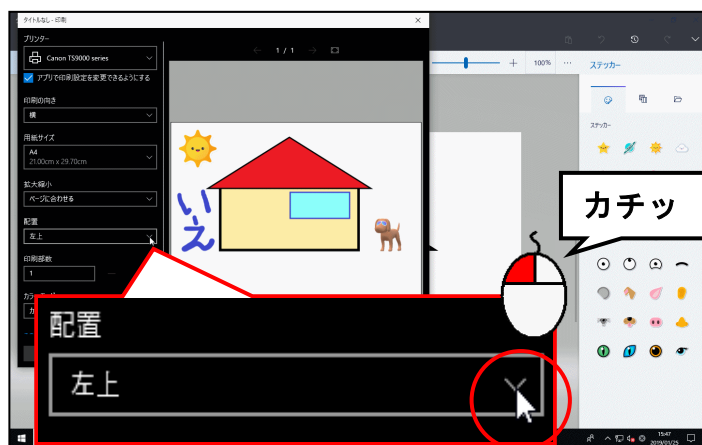 タイトルなし - 印刷
プリンター
Canon TS9000 series
アプリで印刷設定を変更できるようにする
印刷の向き
横
用紙サイズ
A4
21.00cm x 29.70cm
拡大縮小
ページに合わせる
配置
左上
印刷部数
1
1 / 1
いえ
100%
ステッカー
ステッカー
カチッ
配置
左上
15:47
2019/01/25